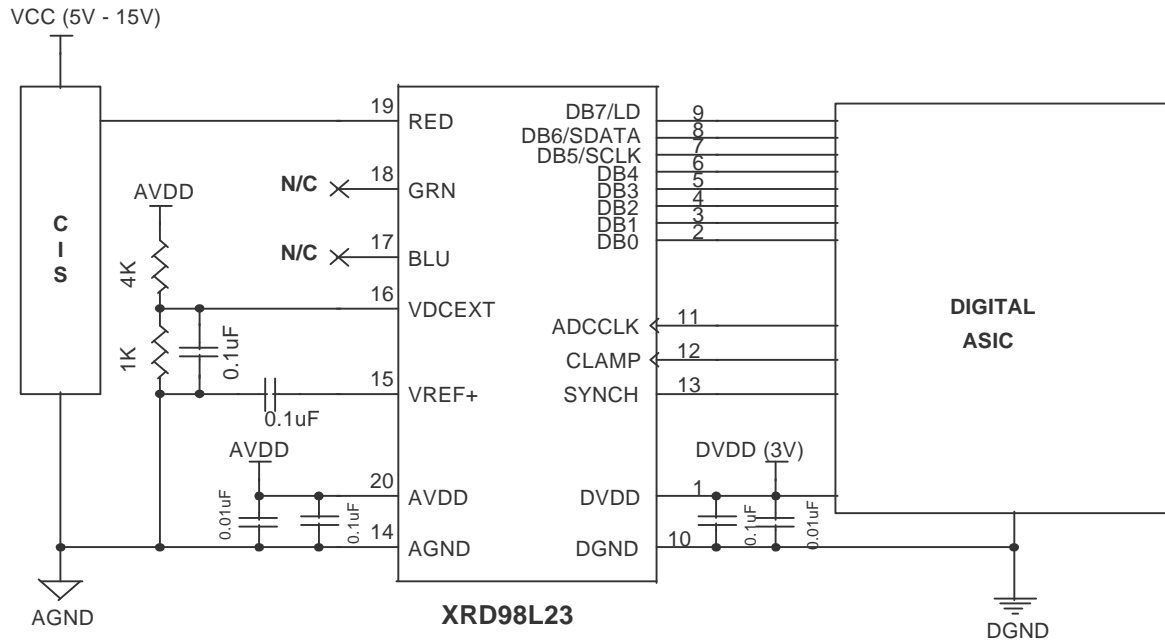 VCC (5V - 15V)
19
RED
DB7/LD
9
DB6/SDATA
8
DB5/SCLK
7
DB4
6
DB3
5
DB2
4
DB1
3
DB0
2
N/C
18
GRN
AVDD
C
I
S
N/C
17
BLU
4K
16
VDCEXT
1K
0.1uF
15
VREF+
0.1uF
ADCCLK
11
CLAMP
12
SYNCH
13
DIGITAL
ASIC
AVDD
20
AVDD
0.01uF
0.1uF
14
AGND
DVDD (3V)
DVDD
1
0.1uF
0.01uF
DGND
10
AGND
XRD98L23
DGND